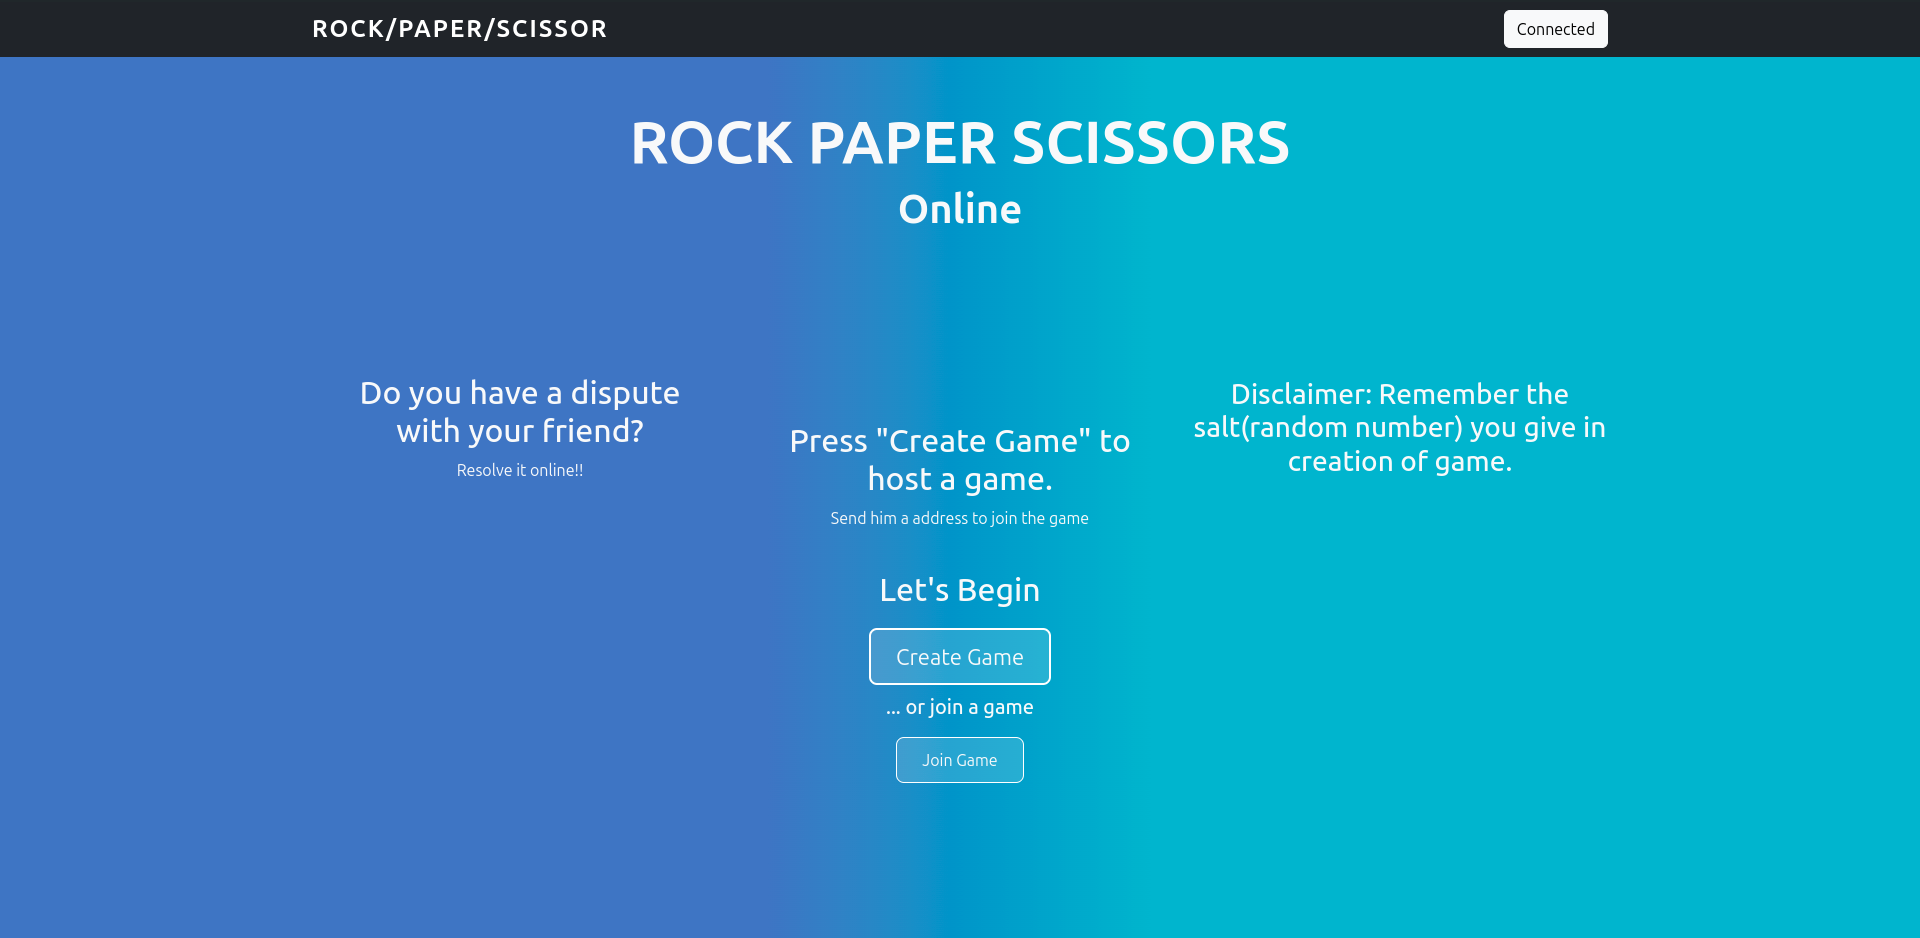 ROCK/PAPER/SCISSOR
Connected
ROCK PAPER SCISSORS
Online
Do you have a dispute
with your friend?
Resolve it online!!
Press "Create Game" to
host a game.
Send him a address to join the game
Disclaimer: Remember the
salt(random number) you give in
creation of game.
Let's Begin
Create Game
... or join a game
Join Game